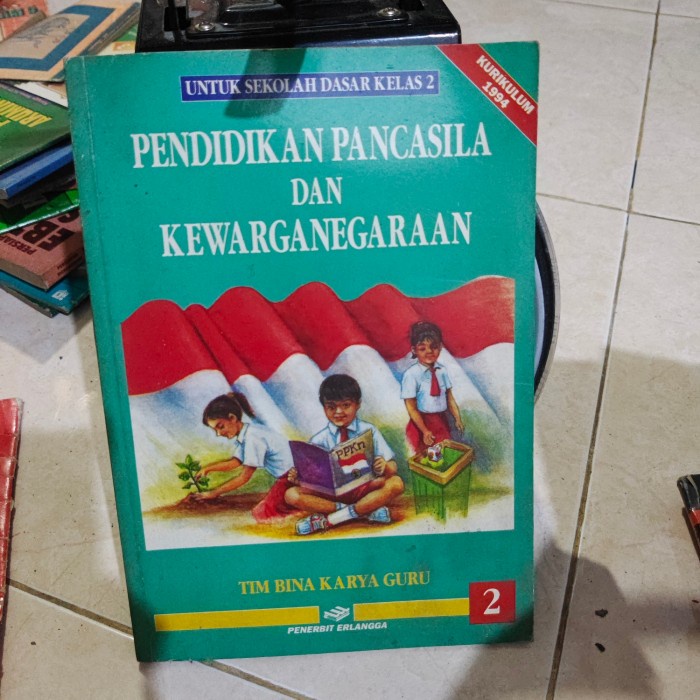 UNTUK SEKOLAH DASAR KELAS 2
KURIKULUM
1994
PENDIDIKAN PANCASILA
DAN
KEWARGANEGARAAN
PPKn
TIM BINA KARYA GURU
2
PENERBIT ERLANGGA